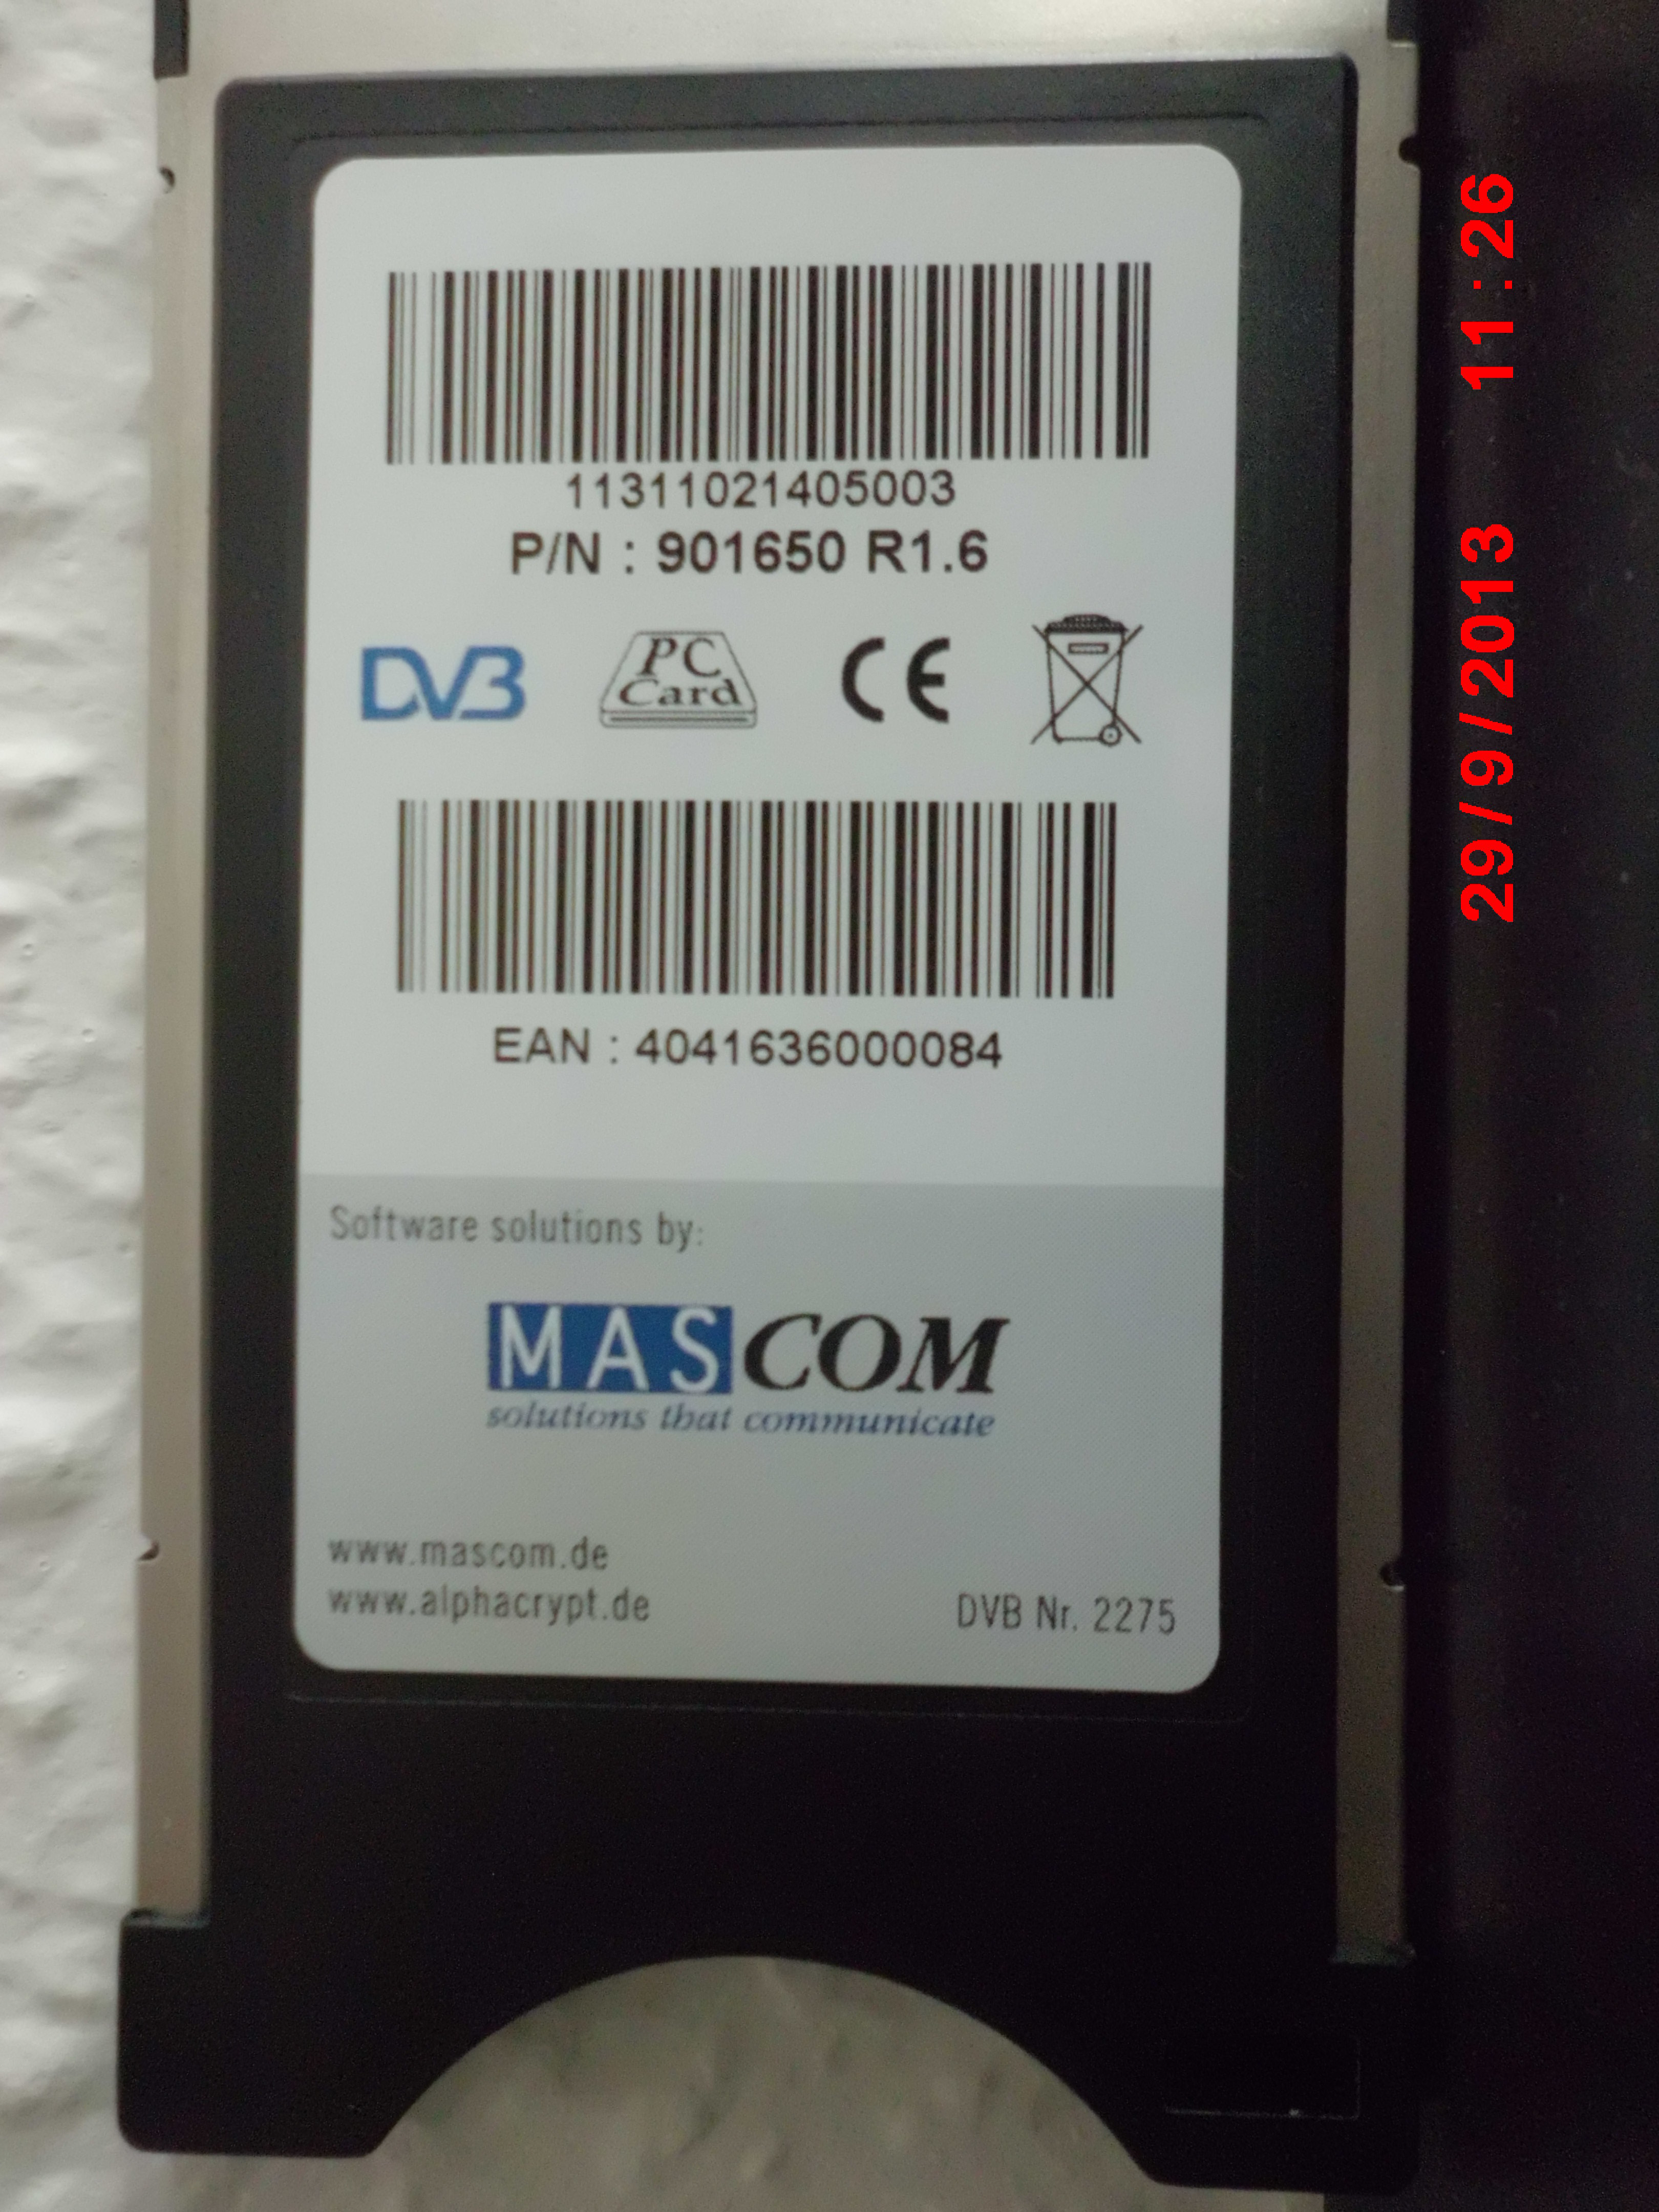 11311021405003
P/N : 901650 R1.6
DVB
PC
Card
CE
EAN : 4041636000084
Software solutions by:
MASCOM
solutions that communicate
www.mascom.de
www.alphacrypt.de
DVB Nr. 2275
29/9/2013 11:26